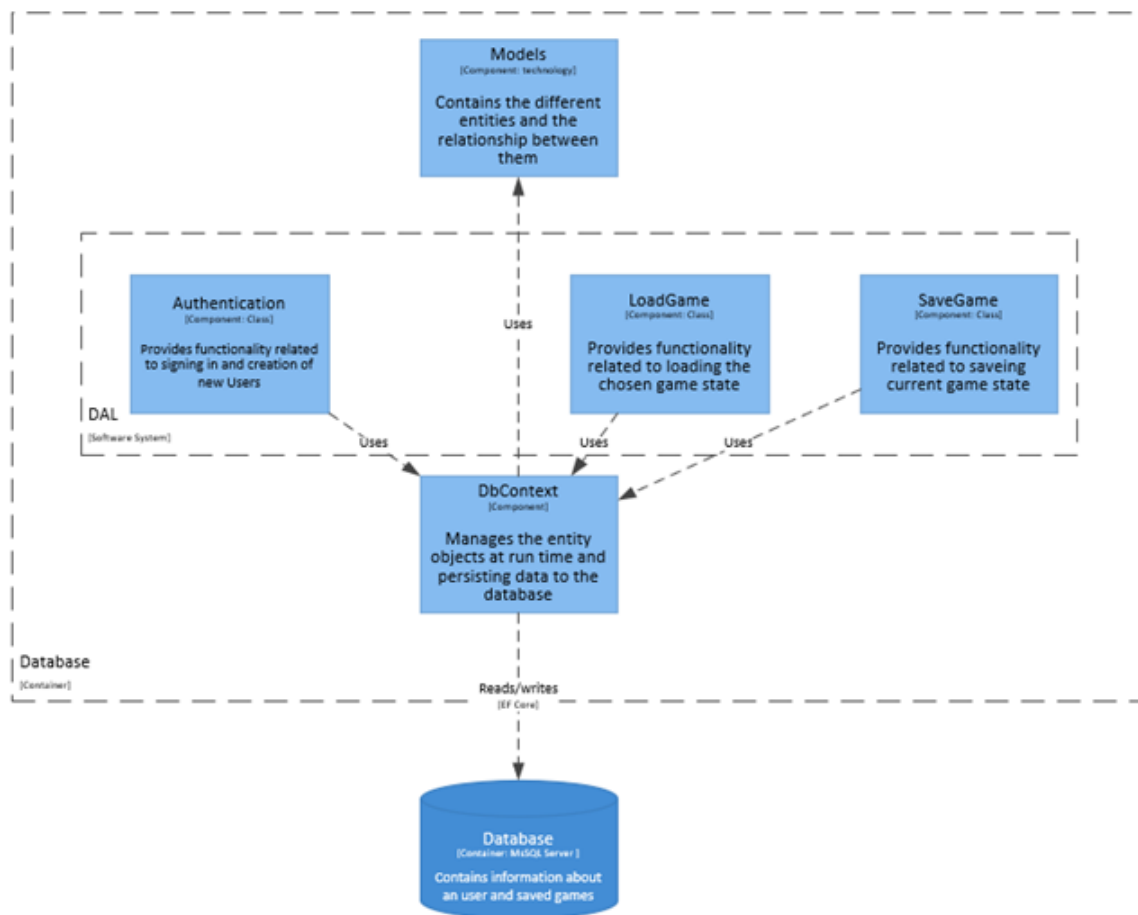 Models
[Component: technology]
Contains the different
entities and the
relationship between
them
Uses
Authentication
[Component: Class]
Provides functionality related
to signing in and creation of
new Users
LoadGame
[Component: Class]
Provides functionality
related to loading the
chosen game state
SaveGame
[Component: Class]
Provides functionality
related to saveing
current game state
DAL
[Software System]
Uses
Uses
Uses
DbContext
[Component]
Manages the entity
objects at run time and
persisting data to the
database
Database
[Container]
Reads/writes
[EF Core]
Database
[Container: MsSQL Server ]
Contains information about
an user and saved games